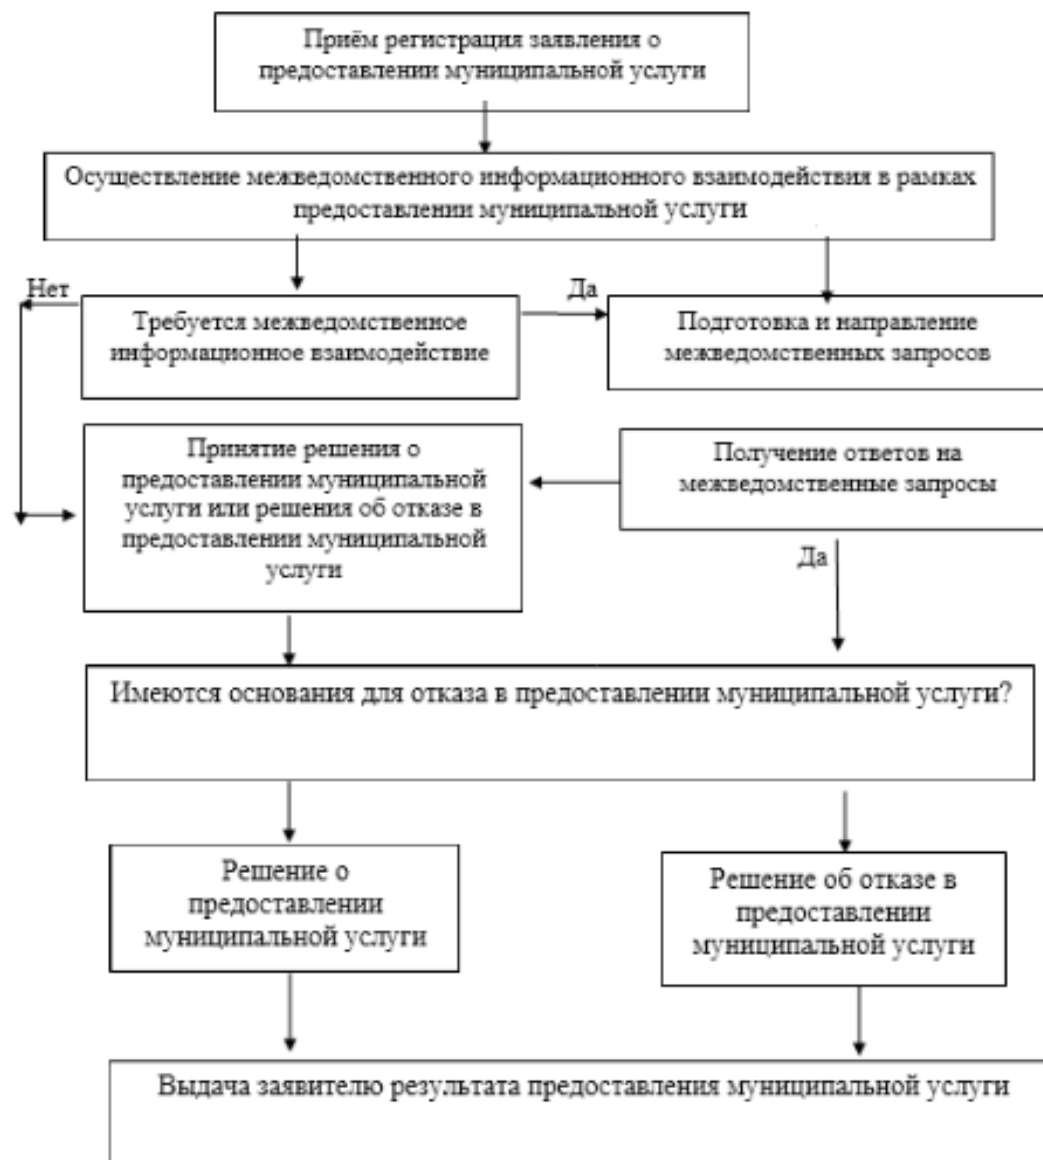 Приём регистрация заявления о
предоставлении муниципальной услуги
Осуществление межведомственного информационного взаимодействия в рамках
предоставлении муниципальной услуги
Нет
Да
Требуется межведомственное
информационное взаимодействие
Подготовка и направление
межведомственных запросов
Принятие решения о
предоставлении муниципальной
услуги или решения об отказе в
предоставлении муниципальной
услуги
Получение ответов на
межведомственные запросы
Да
Имеются основания для отказа в предоставлении муниципальной услуги?
Решение о
предоставлении
муниципальной услуги
Решение об отказе в
предоставлении
муниципальной услуги
Выдача заявителю результата предоставления муниципальной услуги